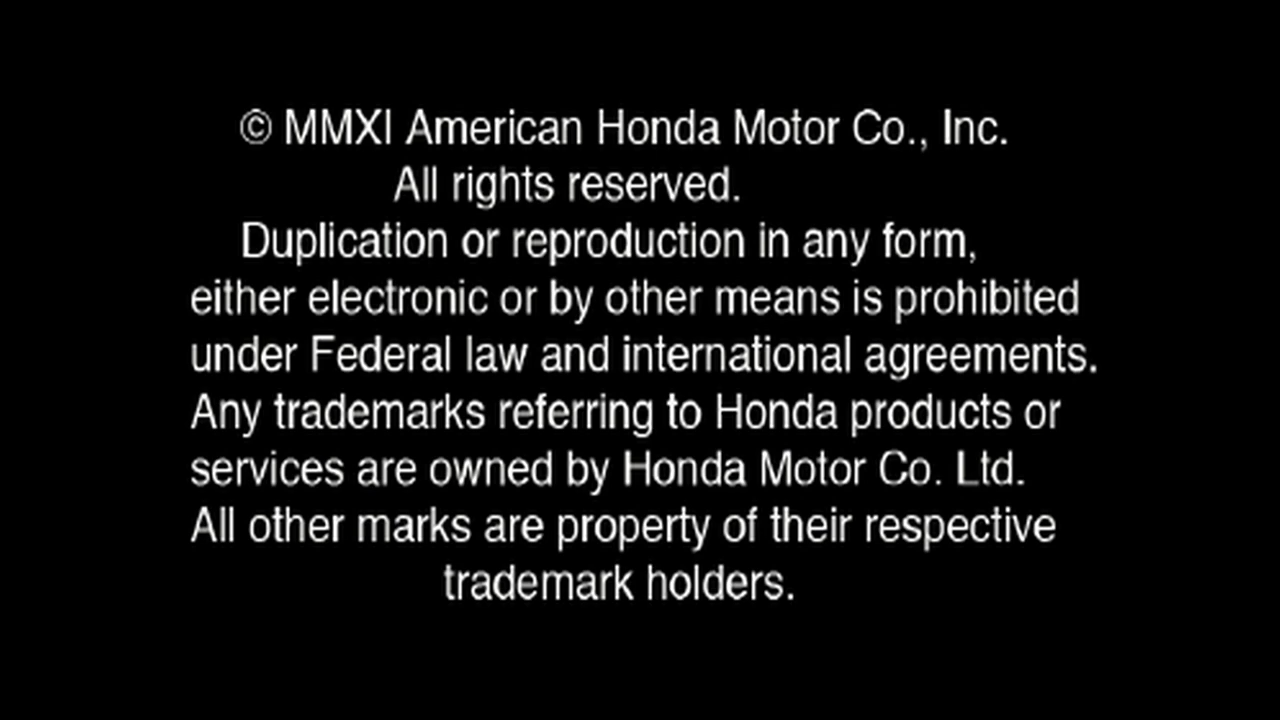 © MMXI American Honda Motor Co., Inc.
All rights reserved.
Duplication or reproduction in any form,
either electronic or by other means is prohibited
under Federal law and international agreements.
Any trademarks referring to Honda products or
services are owned by Honda Motor Co. Ltd.
All other marks are property of their respective
trademark holders.